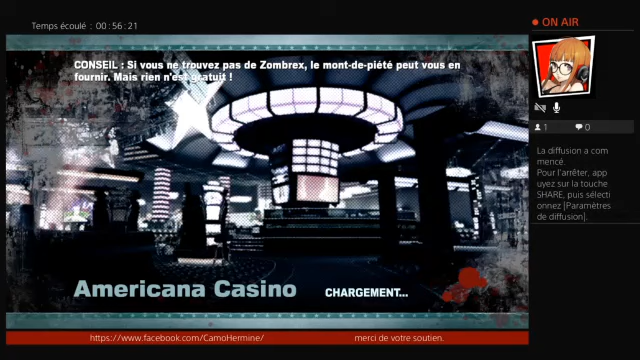 Temps écoulé : 00:56:21
ON AIR
CONSEIL : Si vous ne trouvez pas de Zombrex, le mont-de-piété peut vous en
fournir. Mais rien n'est gratuit !
1
0
La diffusion a com
mencé.
Pour l'arrêter, app
uyez sur la touche
SHARE, puis sélecti
onnez [Paramètres
de diffusion].
Americana Casino
CHARGEMENT...
https://www.facebook.com/CamoHermine/
merci de votre soutien.